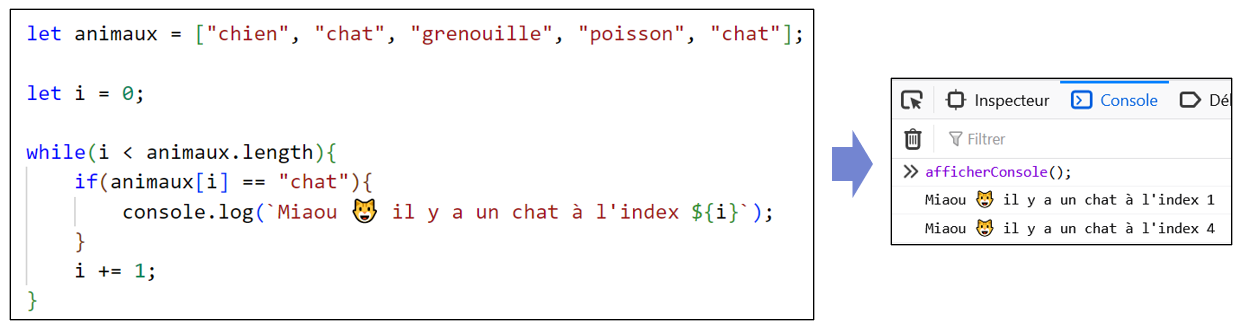 let animaux = ["chien", "chat", "grenouille", "poisson", "chat"];
let i = 0;
while(i < animaux.length){
if(animaux[i] == "chat"){
console.log(`Miaou 🐱 il y a un chat à l'index ${i}`);
}
i += 1;
}
Inspecteur Console Dé
Filtrer
>> afficherConsole();
Miaou 🐱 il y a un chat à l'index 1
Miaou 🐱 il y a un chat à l'index 4